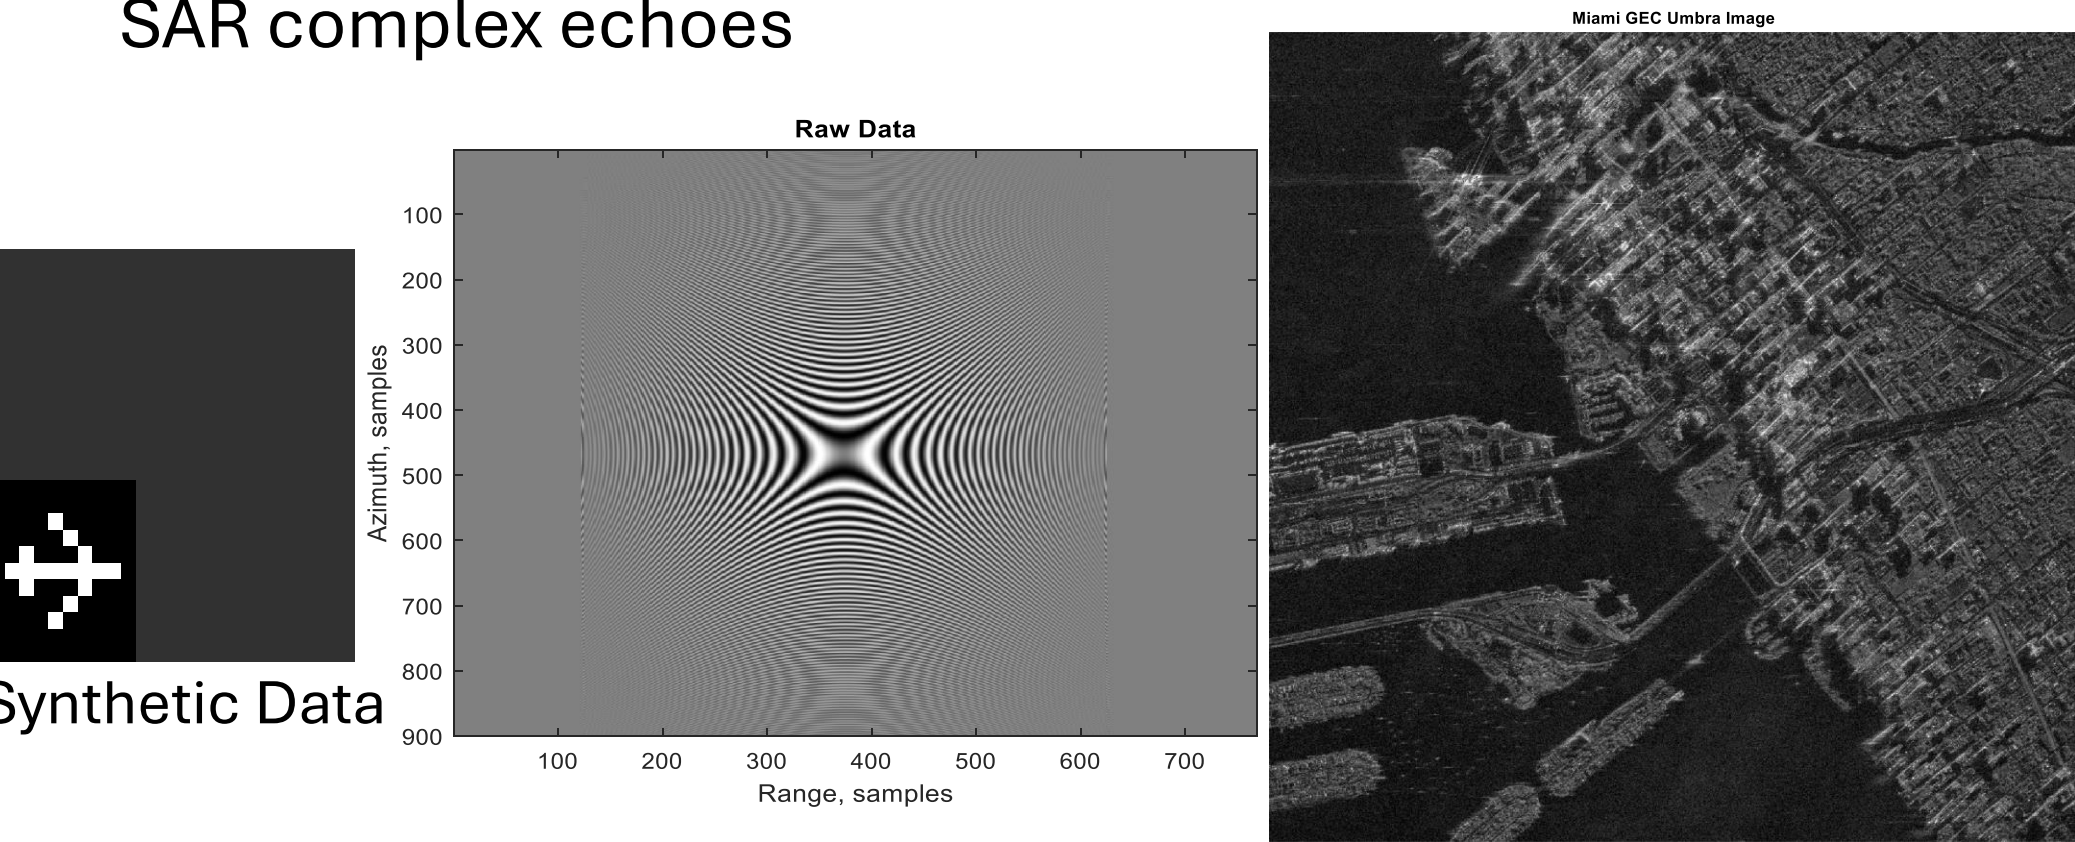 SAR complex echoes
Miami GEC Umbra Image
Raw Data
100
200
300
400
500
600
700
800
900
Azimuth, samples
100
200
300
400
500
600
700
Range, samples
Synthetic Data